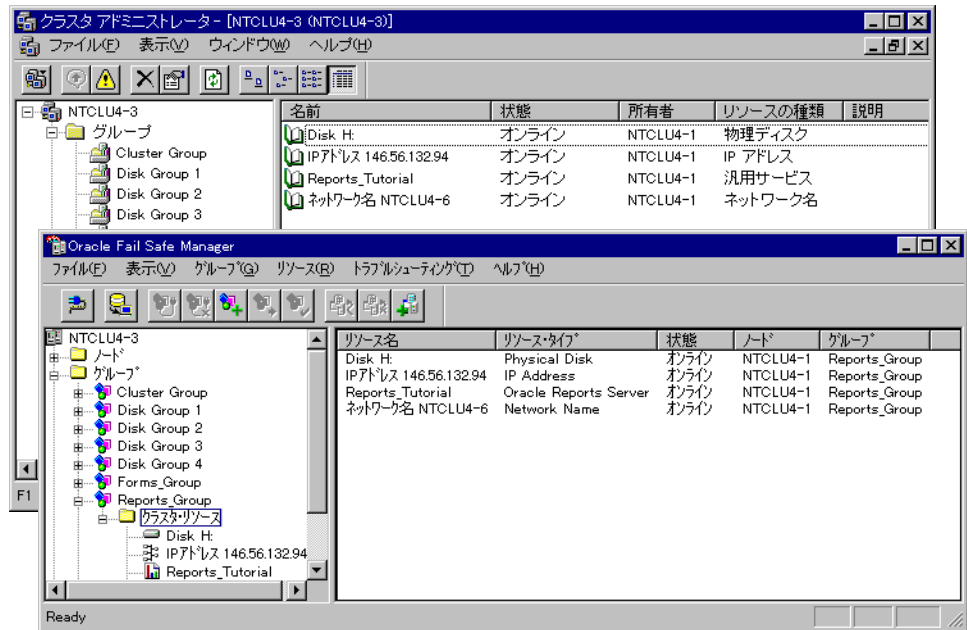 クラスタ アドミニストレータ - [NTCLU4-3 (NTCLU4-3)]
ファイル(F) 表示(V) ウィンドウ(W) ヘルプ(H)
NTCLU4-3
グループ
Cluster Group
Disk Group 1
Disk Group 2
Disk Group 3
名前 状態 所有者 リソースの種類 説明
Disk H: オンライン NTCLU4-1 物理ディスク
IPアドレス 146.56.132.94 オンライン NTCLU4-1 IP アドレス
Reports_Tutorial オンライン NTCLU4-1 汎用サービス
ネットワーク名 NTCLU4-6 オンライン NTCLU4-1 ネットワーク名
F1
Oracle Fail Safe Manager
ファイル(F) 表示(V) グループ(G) リソース(R) トラブルシューティング(T) ヘルプ(H)
NTCLU4-3
ノード
グループ
Cluster Group
Disk Group 1
Disk Group 2
Disk Group 3
Disk Group 4
Forms_Group
Reports_Group
クラスタ・リソース
Disk H:
IPアドレス 146.56.132.94
Reports_Tutorial
リソース名 リソース・タイプ 状態 ノード グループ
Disk H: Physical Disk オンライン NTCLU4-1 Reports_Group
IPアドレス 146.56.132.94 IP Address オンライン NTCLU4-1 Reports_Group
Reports_Tutorial Oracle Reports Server オンライン NTCLU4-1 Reports_Group
ネットワーク名 NTCLU4-6 Network Name オンライン NTCLU4-1 Reports_Group
Ready